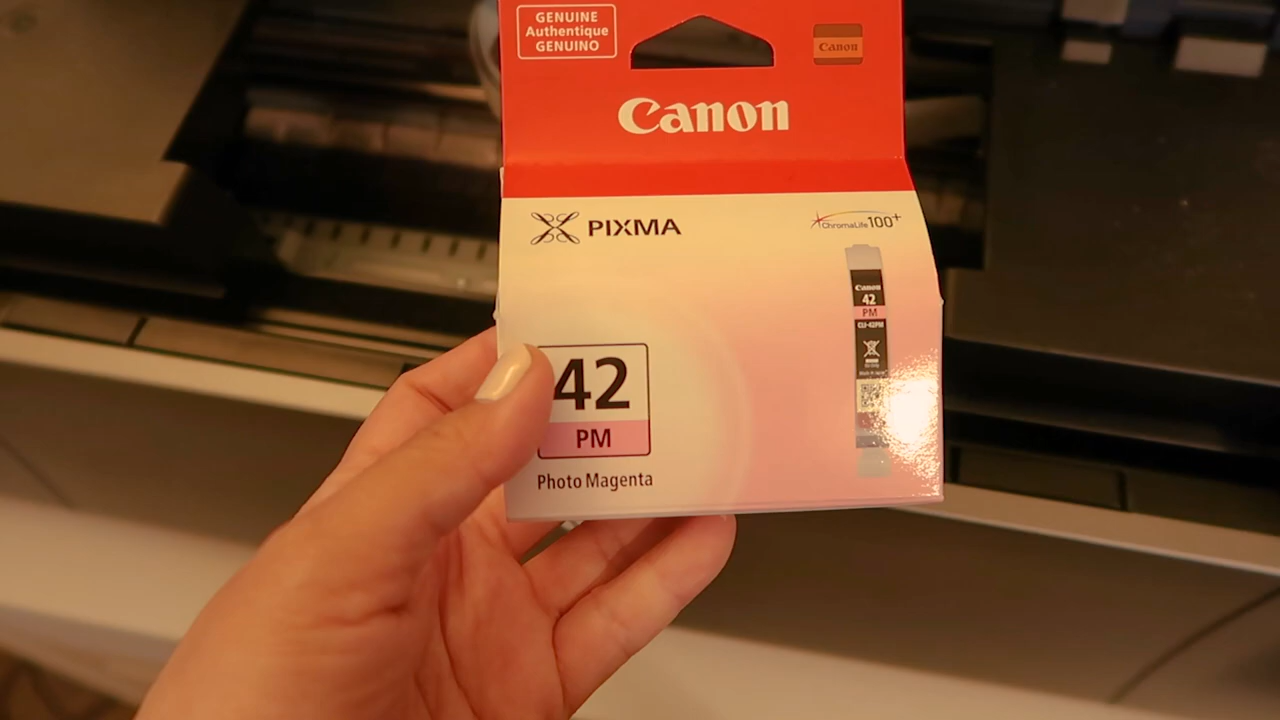 GENUINE
Authentique
GENUINO
Canon
Canon
PIXMA
ChromaLife100+
Canon
42
PM
CLI-42PM
42
PM
Photo Magenta